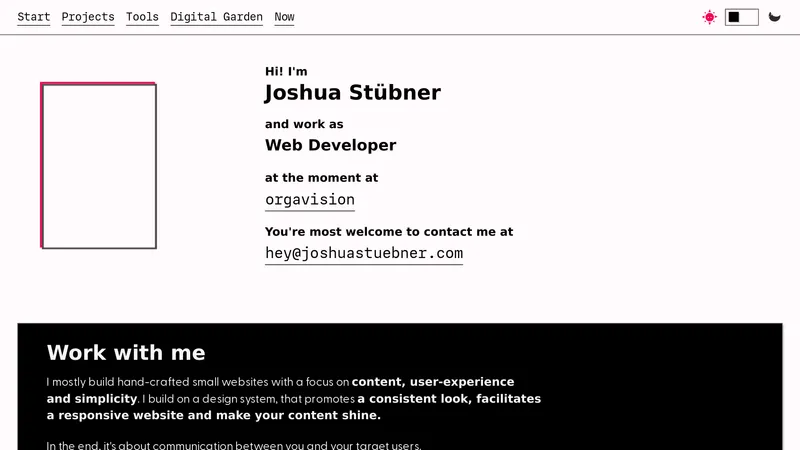 Start Projects Tools Digital Garden Now
Hi! I'm
Joshua Stübner
and work as
Web Developer
at the moment at
orgavision
You're most welcome to contact me at
hey@joshuastuebner.com
Work with me
I mostly build hand-crafted small websites with a focus on content, user-experience
and simplicity. I build on a design system, that promotes a consistent look, facilitates
a responsive website and make your content shine.
In the end, it's about communication between you and your target users.